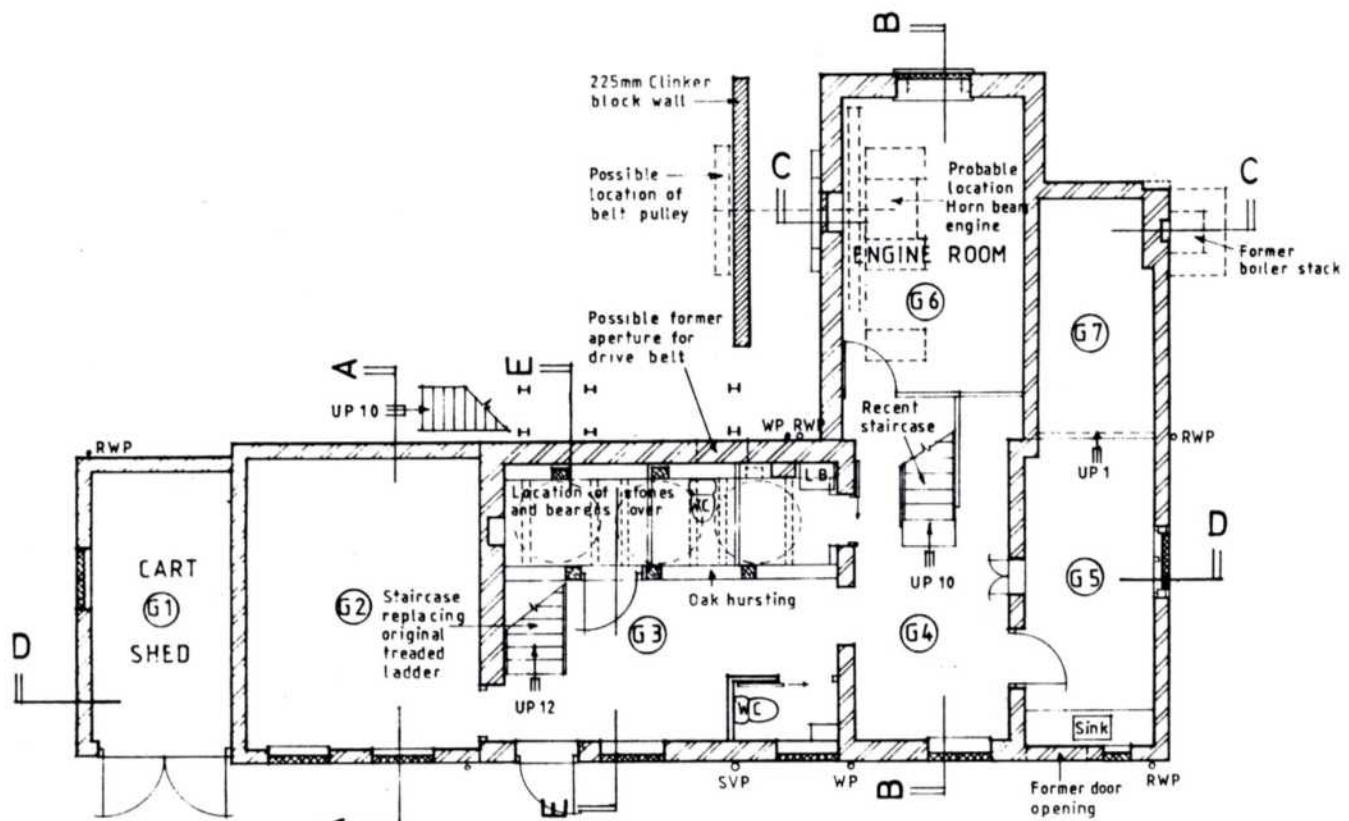 B
225mm Clinker
block wall
C
C
Possible
location of
belt pulley
Probable
location
Horn beam
engine
Former
boiler stack
ENGINE ROOM
G6
G7
Possible former
aperture for
drive belt
A
E
UP 10
Recent
staircase
WP RWP
RWP
RWP
UP 1
LB
Location of stones
and bearers over
WC
D
CART
G1
SHED
G2
Staircase
replacing
original
treaded
ladder
Oak hursting
UP 10
G5
G3
G4
D
UP 12
WC
Sink
SVP
WP
B
Former door
opening
RWP
E